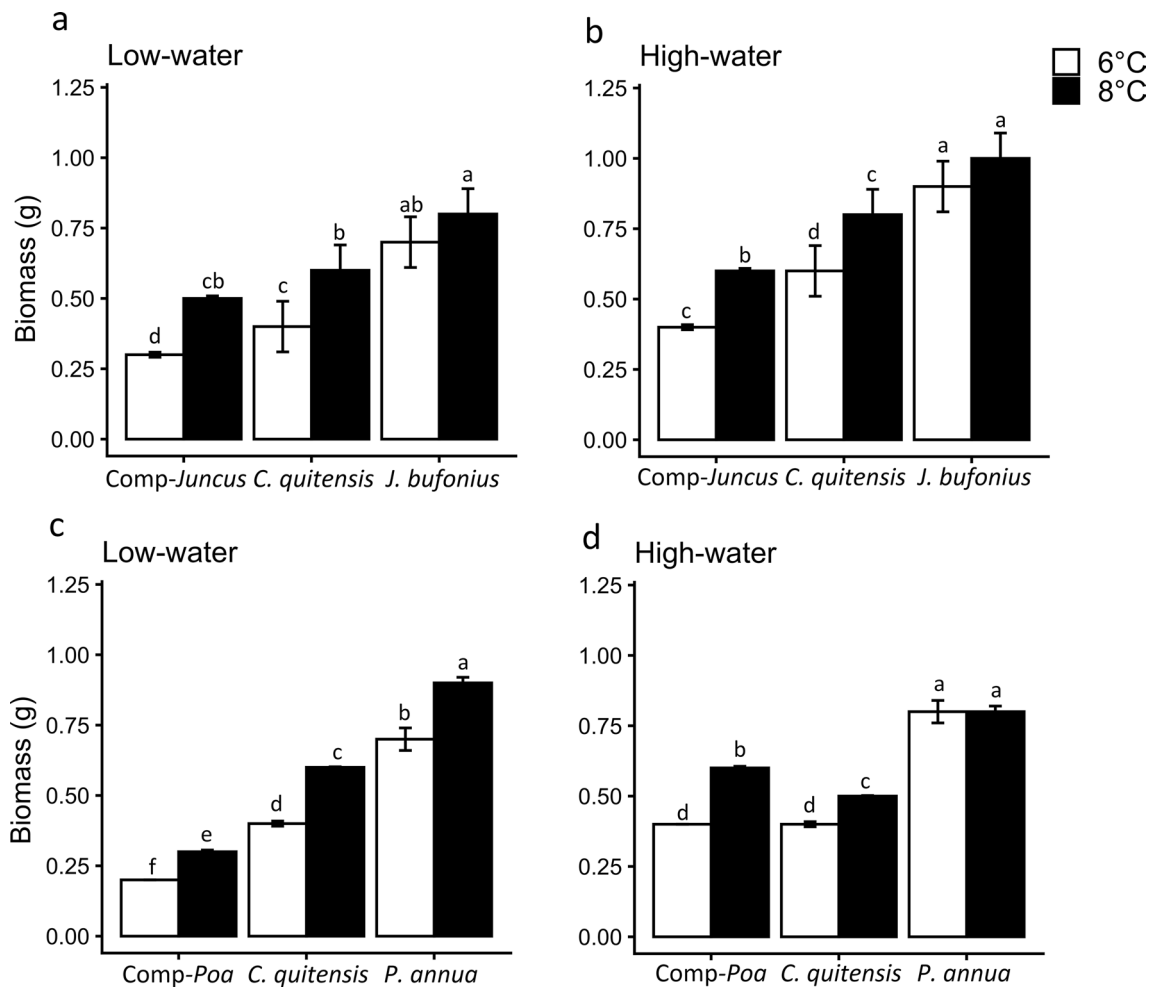 a
Low-water
1.25
1.00
0.75
0.50
0.25
0.00
Biomass (g)
d
cb
c
b
ab
a
Comp-Juncus C. quitensis J. bufonius
b
High-water
1.25
1.00
0.75
0.50
0.25
0.00
c
b
d
c
a
a
Comp-Juncus C. quitensis J. bufonius
6°C
8°C
c
Low-water
1.25
1.00
0.75
0.50
0.25
0.00
Biomass (g)
f
e
d
c
b
a
Comp-Poa C. quitensis P. annua
d
High-water
1.25
1.00
0.75
0.50
0.25
0.00
d
b
d
c
a
a
Comp-Poa C. quitensis P. annua